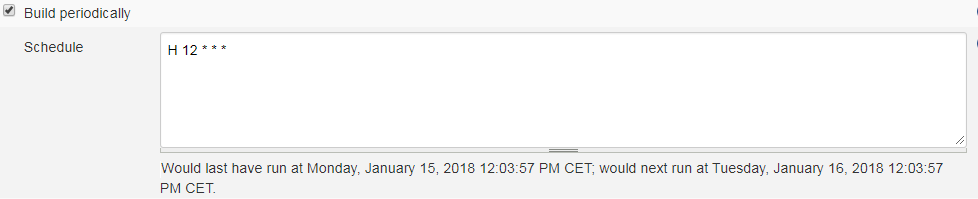 Build periodically
Schedule
H 12 * * *
Would last have run at Monday, January 15, 2018 12:03:57 PM CET; would next run at Tuesday, January 16, 2018 12:03:57
PM CET.